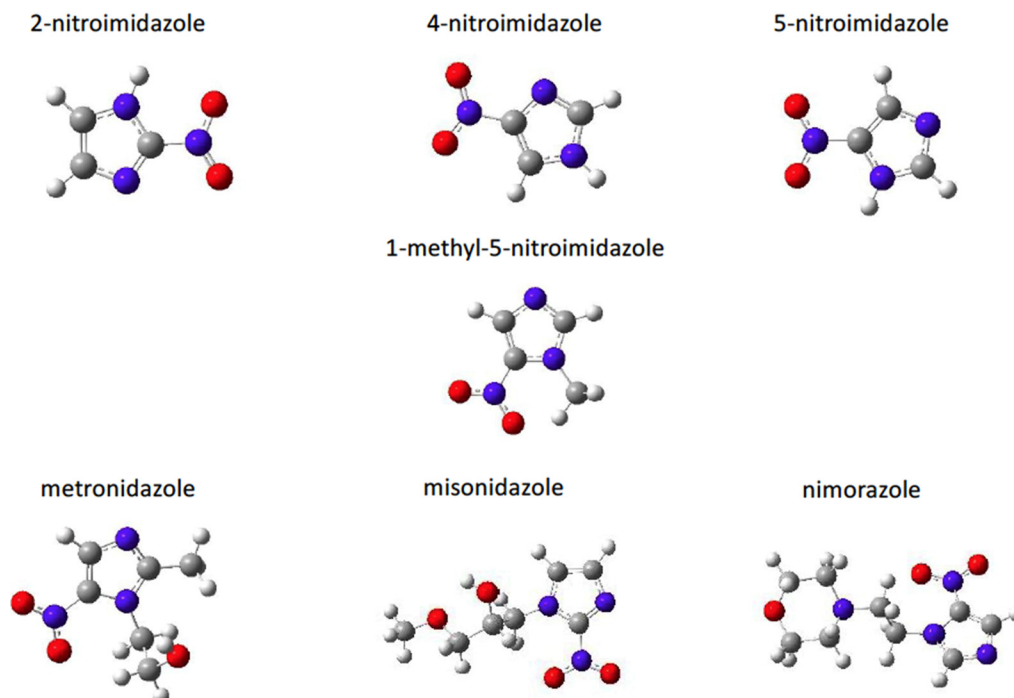 2-nitroimidazole
4-nitroimidazole
5-nitroimidazole
1-methyl-5-nitroimidazole
metronidazole
misonidazole
nimorazole